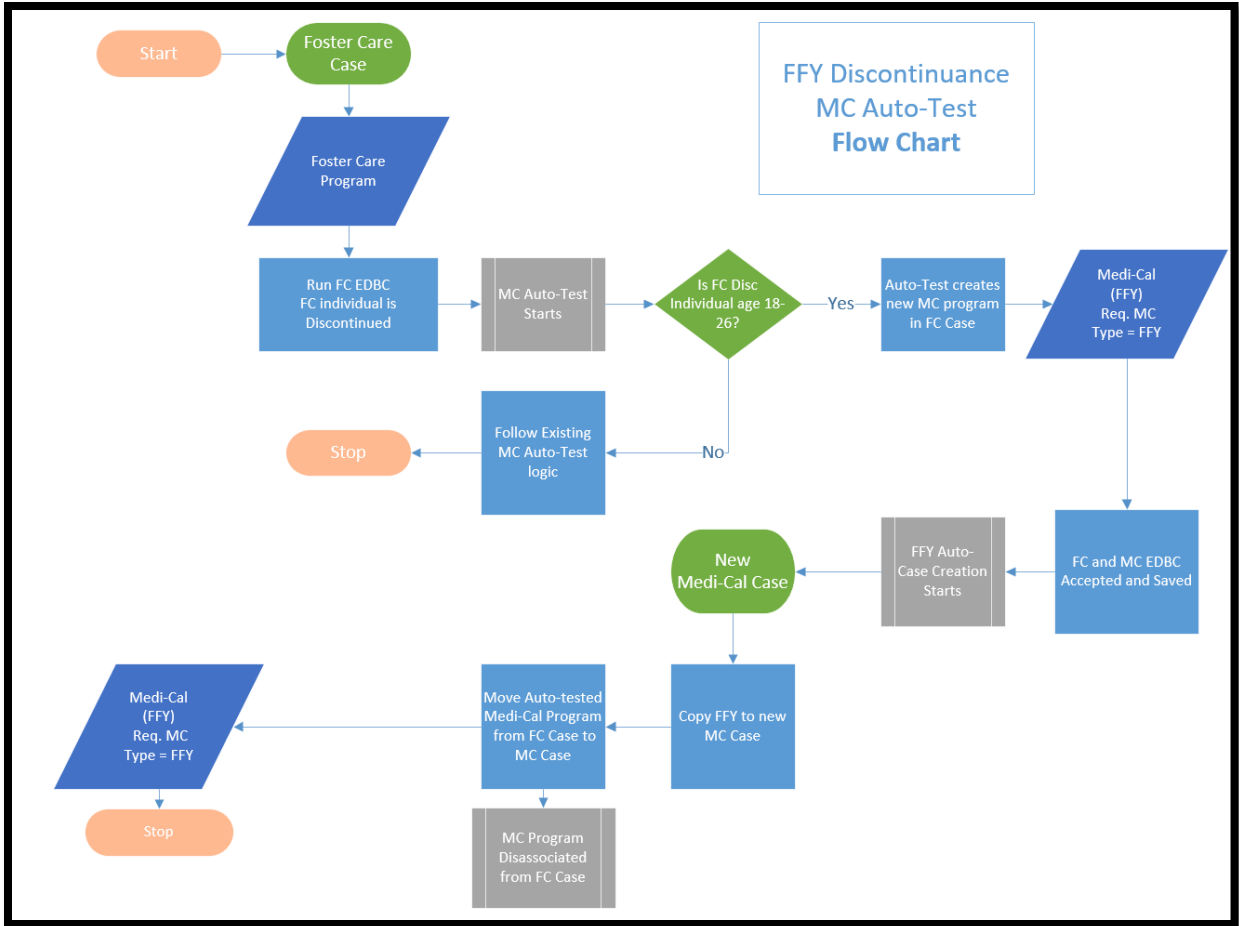 Start
Foster Care
Case
FFY Discontinuance
MC Auto-Test
Flow Chart
Foster Care
Program
Run FC EDBC
FC individual is
Discontinued
MC Auto-Test
Starts
Is FC Disc
Individual age 18-
26?
Yes
Auto-Test creates
new MC program
in FC Case
Medi-Cal
(FFY)
Req. MC
Type = FFY
No
Follow Existing
MC Auto-Test
logic
Stop
FC and MC EDBC
Accepted and Saved
FFY Auto-
Case Creation
Starts
New
Medi-Cal Case
Copy FFY to new
MC Case
Move Auto-tested
Medi-Cal Program
from FC Case to
MC Case
Medi-Cal
(FFY)
Req. MC
Type = FFY
Stop
MC Program
Disassociated
from FC Case